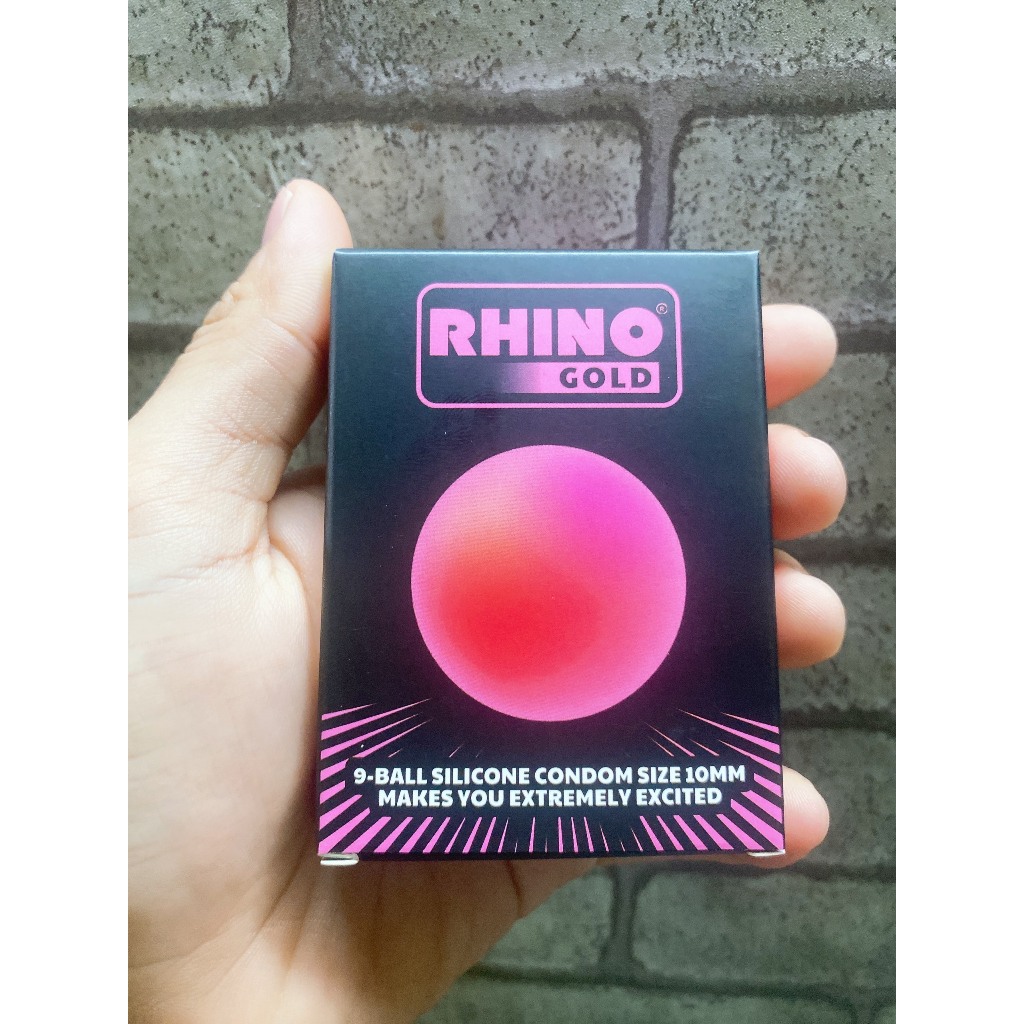 RHINO®
GOLD
9-BALL SILICONE CONDOM SIZE 10MM
MAKES YOU EXTREMELY EXCITED